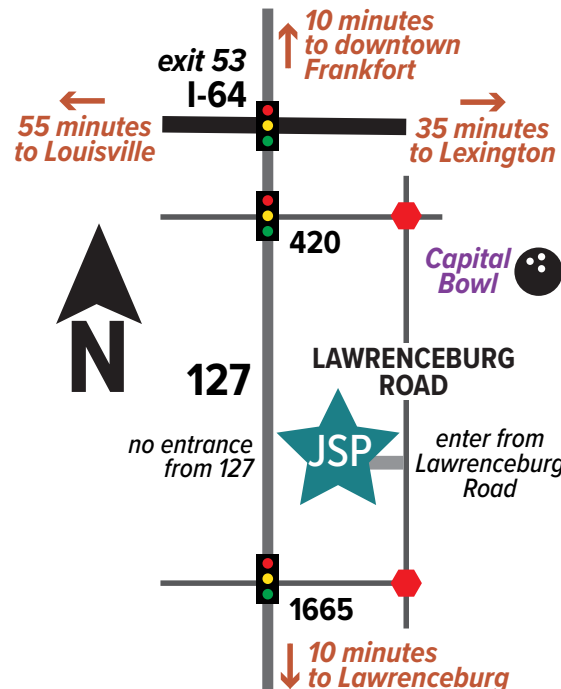 10 minutes
to downtown
Frankfort
exit 53
I-64
55 minutes
to Louisville
35 minutes
to Lexington
420
Capital
Bowl
N
127
LAWRENCEBURG
ROAD
no entrance
from 127
JSP
enter from
Lawrenceburg
Road
1665
10 minutes
to Lawrenceburg